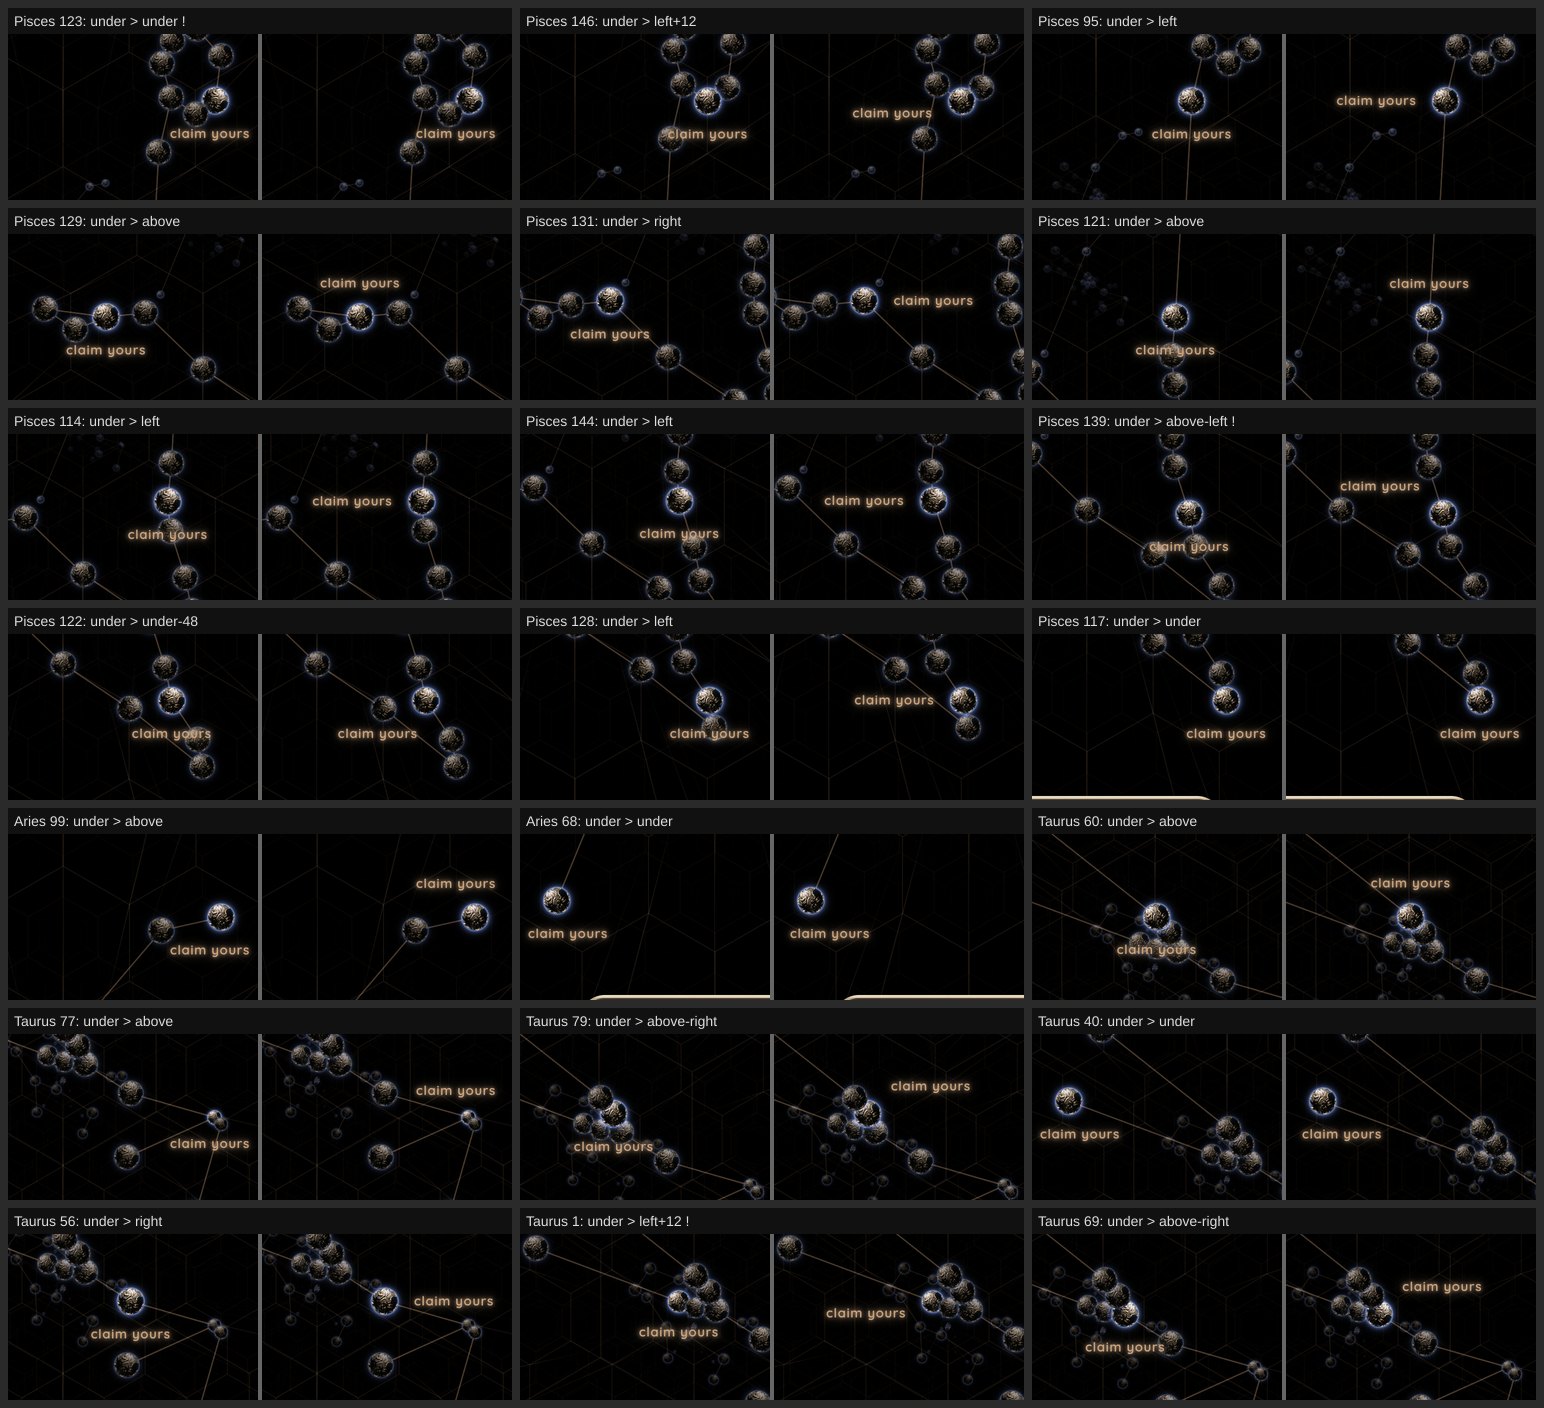 Pisces 123: under > under !
claim yours
claim yours
Pisces 146: under > left+12
claim yours
claim yours
Pisces 95: under > left
claim yours
claim yours
Pisces 129: under > above
claim yours
claim yours
Pisces 131: under > right
claim yours
claim yours
Pisces 121: under > above
claim yours
claim yours
Pisces 114: under > left
claim yours
claim yours
Pisces 144: under > left
claim yours
claim yours
Pisces 139: under > above-left !
claim yours
claim yours
Pisces 122: under > under-48
claim yours
claim yours
Pisces 128: under > left
claim yours
claim yours
Pisces 117: under > under
claim yours
claim yours
Aries 99: under > above
claim yours
claim yours
Aries 68: under > under
claim yours
claim yours
Taurus 60: under > above
claim yours
claim yours
Taurus 77: under > above
claim yours
claim yours
Taurus 79: under > above-right
claim yours
claim yours
Taurus 40: under > under
claim yours
claim yours
Taurus 56: under > right
claim yours
claim yours
Taurus 1: under > left+12 !
claim yours
claim yours
Taurus 69: under > above-right
claim yours
claim yours